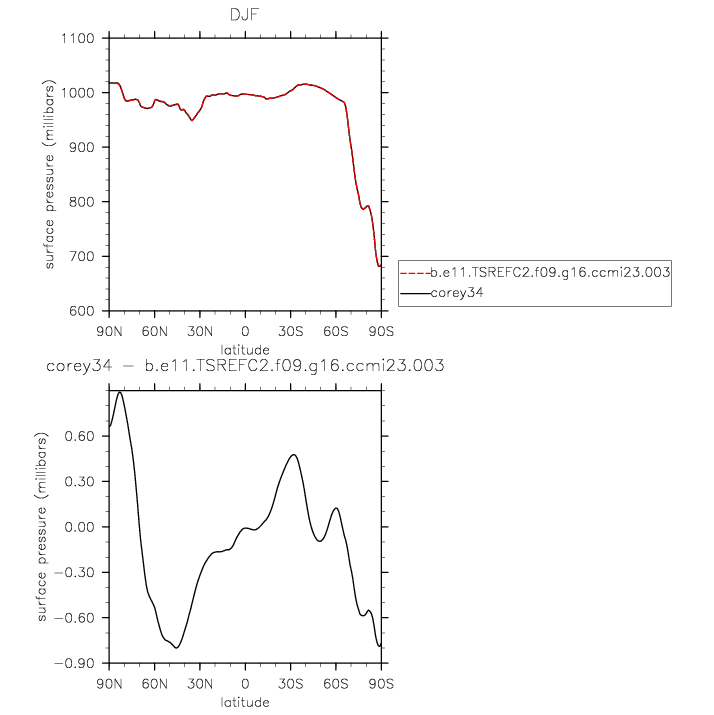 DJF
1100
1000
900
800
700
600
surface pressure (millibars)
90N 60N 30N 0 30S 60S 90S
latitude
b.e11.TSREFC2.f09.g16.ccmi23.003
corey34
corey34 − b.e11.TSREFC2.f09.g16.ccmi23.003
0.60
0.30
0.00
−0.30
−0.60
−0.90
surface pressure (millibars)
90N 60N 30N 0 30S 60S 90S
latitude